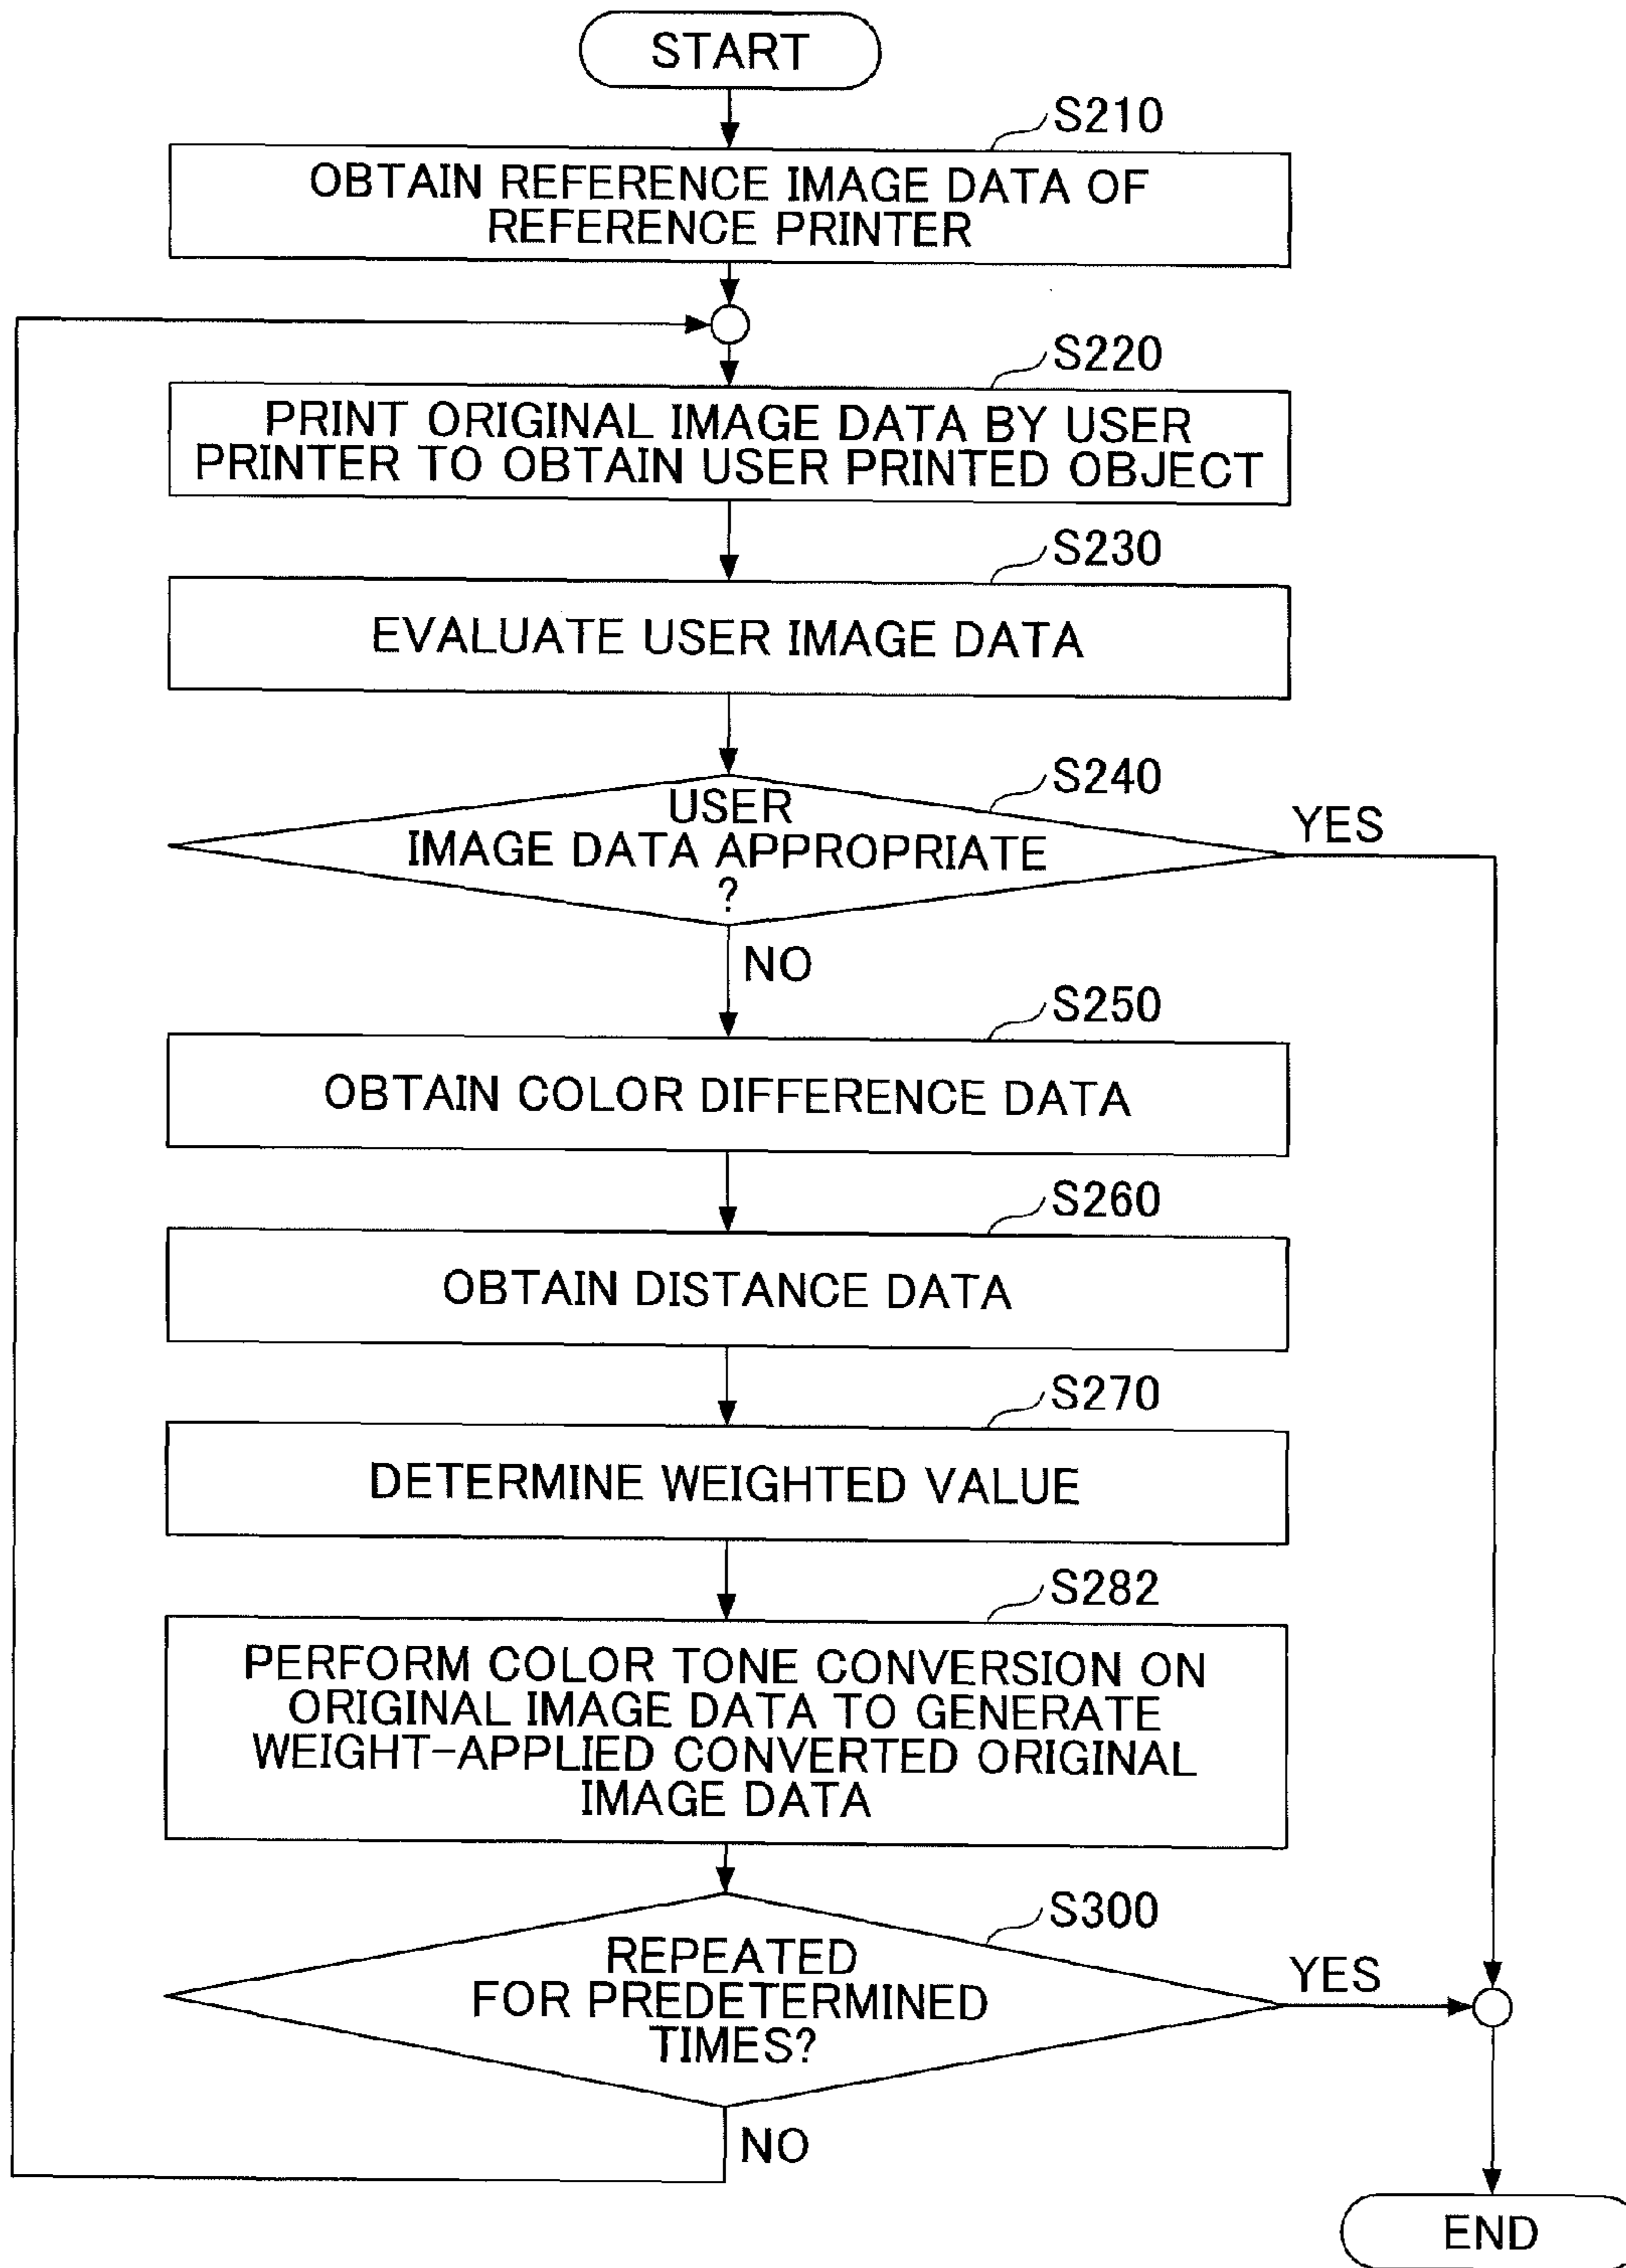 START
S210
OBTAIN REFERENCE IMAGE DATA OF
REFERENCE PRINTER
S220
PRINT ORIGINAL IMAGE DATA BY USER
PRINTER TO OBTAIN USER PRINTED OBJECT
S230
EVALUATE USER IMAGE DATA
S240
USER
IMAGE DATA APPROPRIATE
?
YES
NO
S250
OBTAIN COLOR DIFFERENCE DATA
S260
OBTAIN DISTANCE DATA
S270
DETERMINE WEIGHTED VALUE
S282
PERFORM COLOR TONE CONVERSION ON
ORIGINAL IMAGE DATA TO GENERATE
WEIGHT-APPLIED CONVERTED ORIGINAL
IMAGE DATA
S300
REPEATED
FOR PREDETERMINED
TIMES?
YES
NO
END